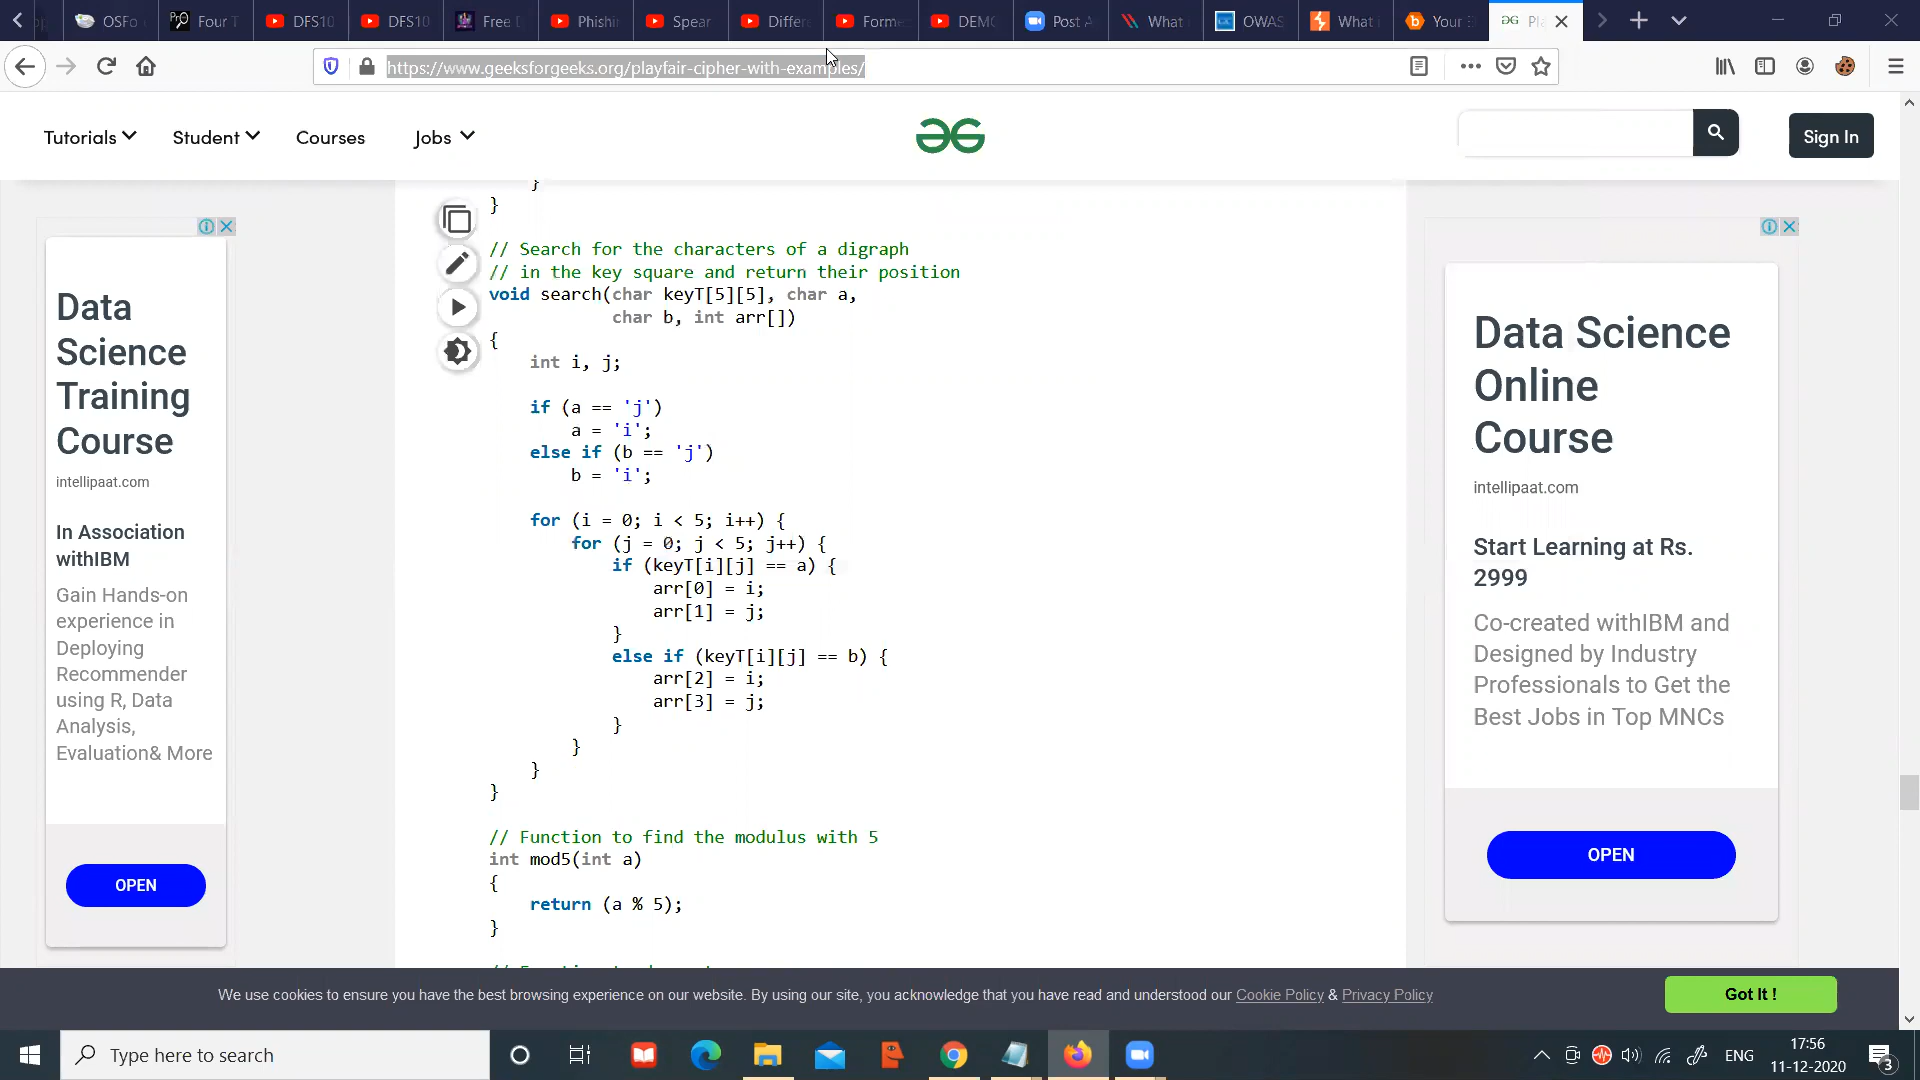 OSFo
Four T
DFS10
DFS10
Free D
Phishi
Spear
Differe
Forme
DEMO
Post A
What
OWAS
What i
Your E
Pl
https://www.geeksforgeeks.org/playfair-cipher-with-examples/
Tutorials
Student
Courses
Jobs
Sign In
}
}
// Search for the characters of a digraph
// in the key square and return their position
void search(char keyT[5][5], char a,
char b, int arr[])
{
int i, j;
if (a == 'j')
a = 'i';
else if (b == 'j')
b = 'i';
for (i = 0; i < 5; i++) {
for (j = 0; j < 5; j++) {
if (keyT[i][j] == a) {
arr[0] = i;
arr[1] = j;
}
else if (keyT[i][j] == b) {
arr[2] = i;
arr[3] = j;
}
}
}
}
// Function to find the modulus with 5
int mod5(int a)
{
return (a % 5);
}
Data
Science
Training
Course
intellipaat.com
In Association
withIBM
Gain Hands-on
experience in
Deploying
Recommender
using R, Data
Analysis,
Evaluation& More
OPEN
Data Science
Online
Course
intellipaat.com
Start Learning at Rs.
2999
Co-created withIBM and
Designed by Industry
Professionals to Get the
Best Jobs in Top MNCs
OPEN
We use cookies to ensure you have the best browsing experience on our website. By using our site, you acknowledge that you have read and understood our Cookie Policy & Privacy Policy
Got It !
Type here to search
ENG
17:56
11-12-2020
3